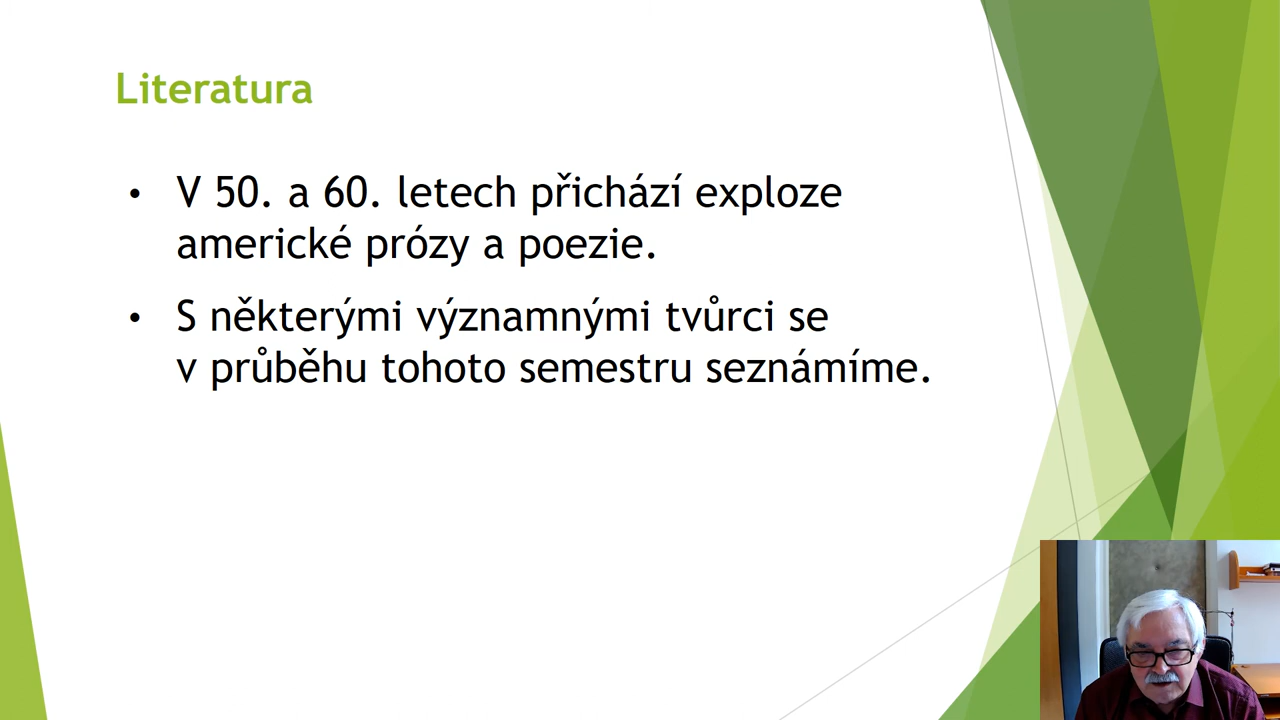 Literatura
• V 50. a 60. letech přichází exploze
americké prózy a poezie.
• S některými významnými tvůrci se
v průběhu tohoto semestru seznámíme.